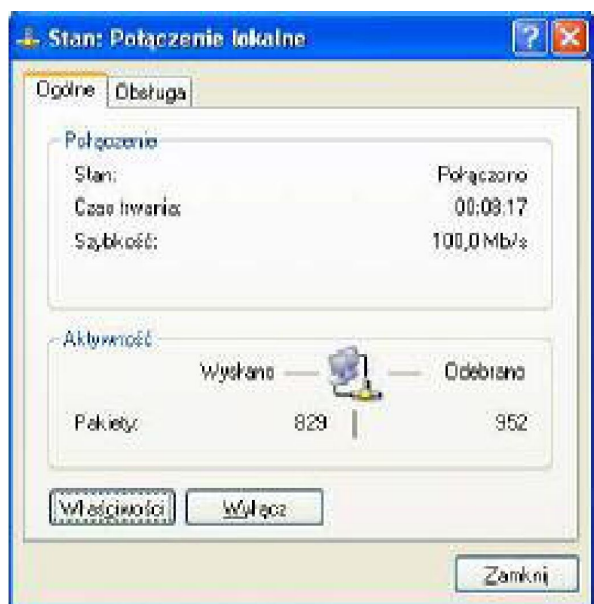 Stan: Połączenie lokalne
Ogólne Obsługa
Połączenie
Stan: Połączono
Czas trwania: 00:08:17
Szybkość: 100,0 Mb/s
Aktywność
Wysłano Odebrano
Pakiety: 829 952
Właściwości Wyłącz
Zamknij